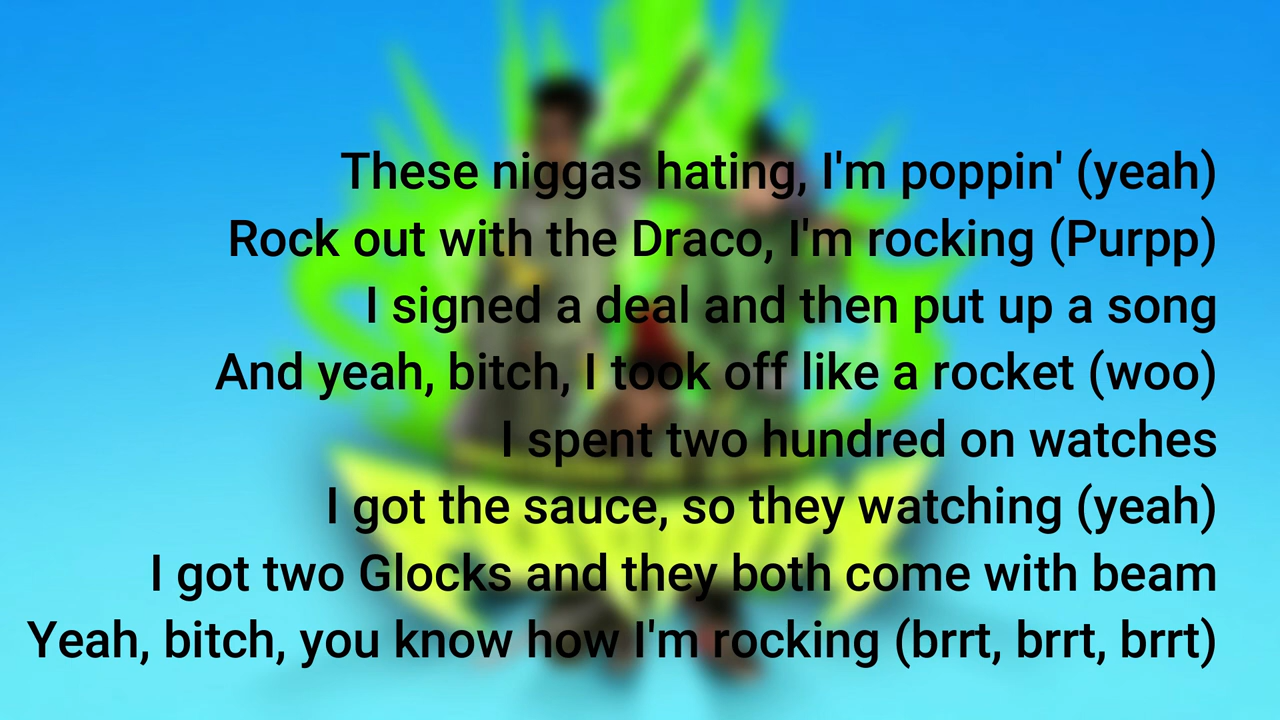 These niggas hating, I'm poppin' (yeah)
Rock out with the Draco, I'm rocking (Purpp)
I signed a deal and then put up a song
And yeah, bitch, I took off like a rocket (woo)
I spent two hundred on watches
I got the sauce, so they watching (yeah)
I got two Glocks and they both come with beam
Yeah, bitch, you know how I'm rocking (brrt, brrt, brrt)